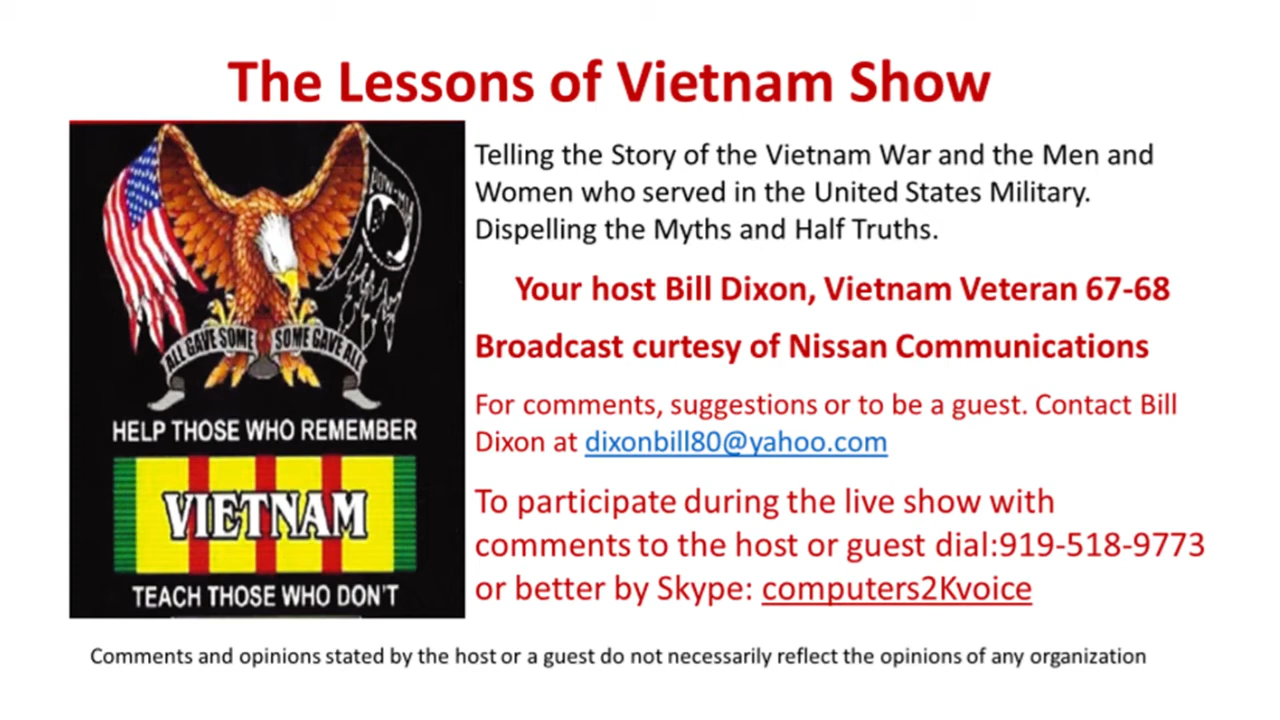 The Lessons of Vietnam Show
POW-MIA
ALL GAVE SOME SOME GAVE ALL
HELP THOSE WHO REMEMBER
VIETNAM
TEACH THOSE WHO DON'T
Telling the Story of the Vietnam War and the Men and
Women who served in the United States Military.
Dispelling the Myths and Half Truths.
Your host Bill Dixon, Vietnam Veteran 67-68
Broadcast curtesy of Nissan Communications
For comments, suggestions or to be a guest. Contact Bill
Dixon at dixonbill80@yahoo.com
To participate during the live show with
comments to the host or guest dial:919-518-9773
or better by Skype: computers2Kvoice
Comments and opinions stated by the host or a guest do not necessarily reflect the opinions of any organization